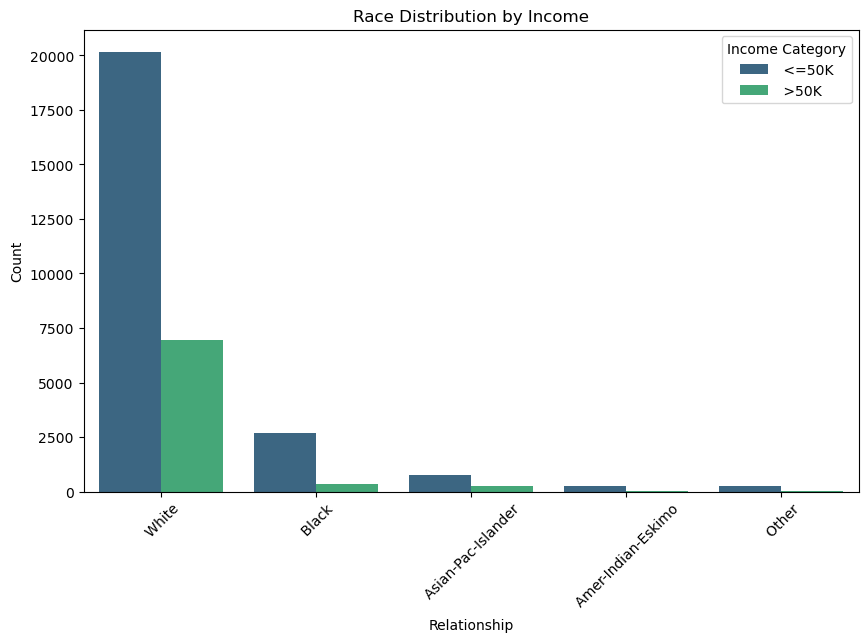 Race Distribution by Income
Income Category
<=50K
>50K
20000
17500
15000
12500
10000
7500
5000
2500
0
Count
White
Black
Asian-Pac-Islander
Amer-Indian-Eskimo
Other
Relationship